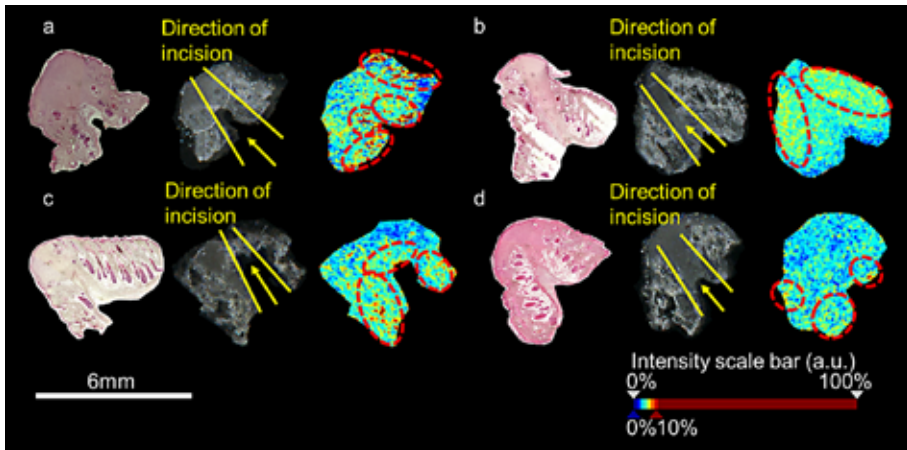 a
Direction of
incision
b
Direction of
incision
c
Direction of
incision
d
Direction of
incision
6mm
Intensity scale bar (a.u.)
0% 100%
0%10%